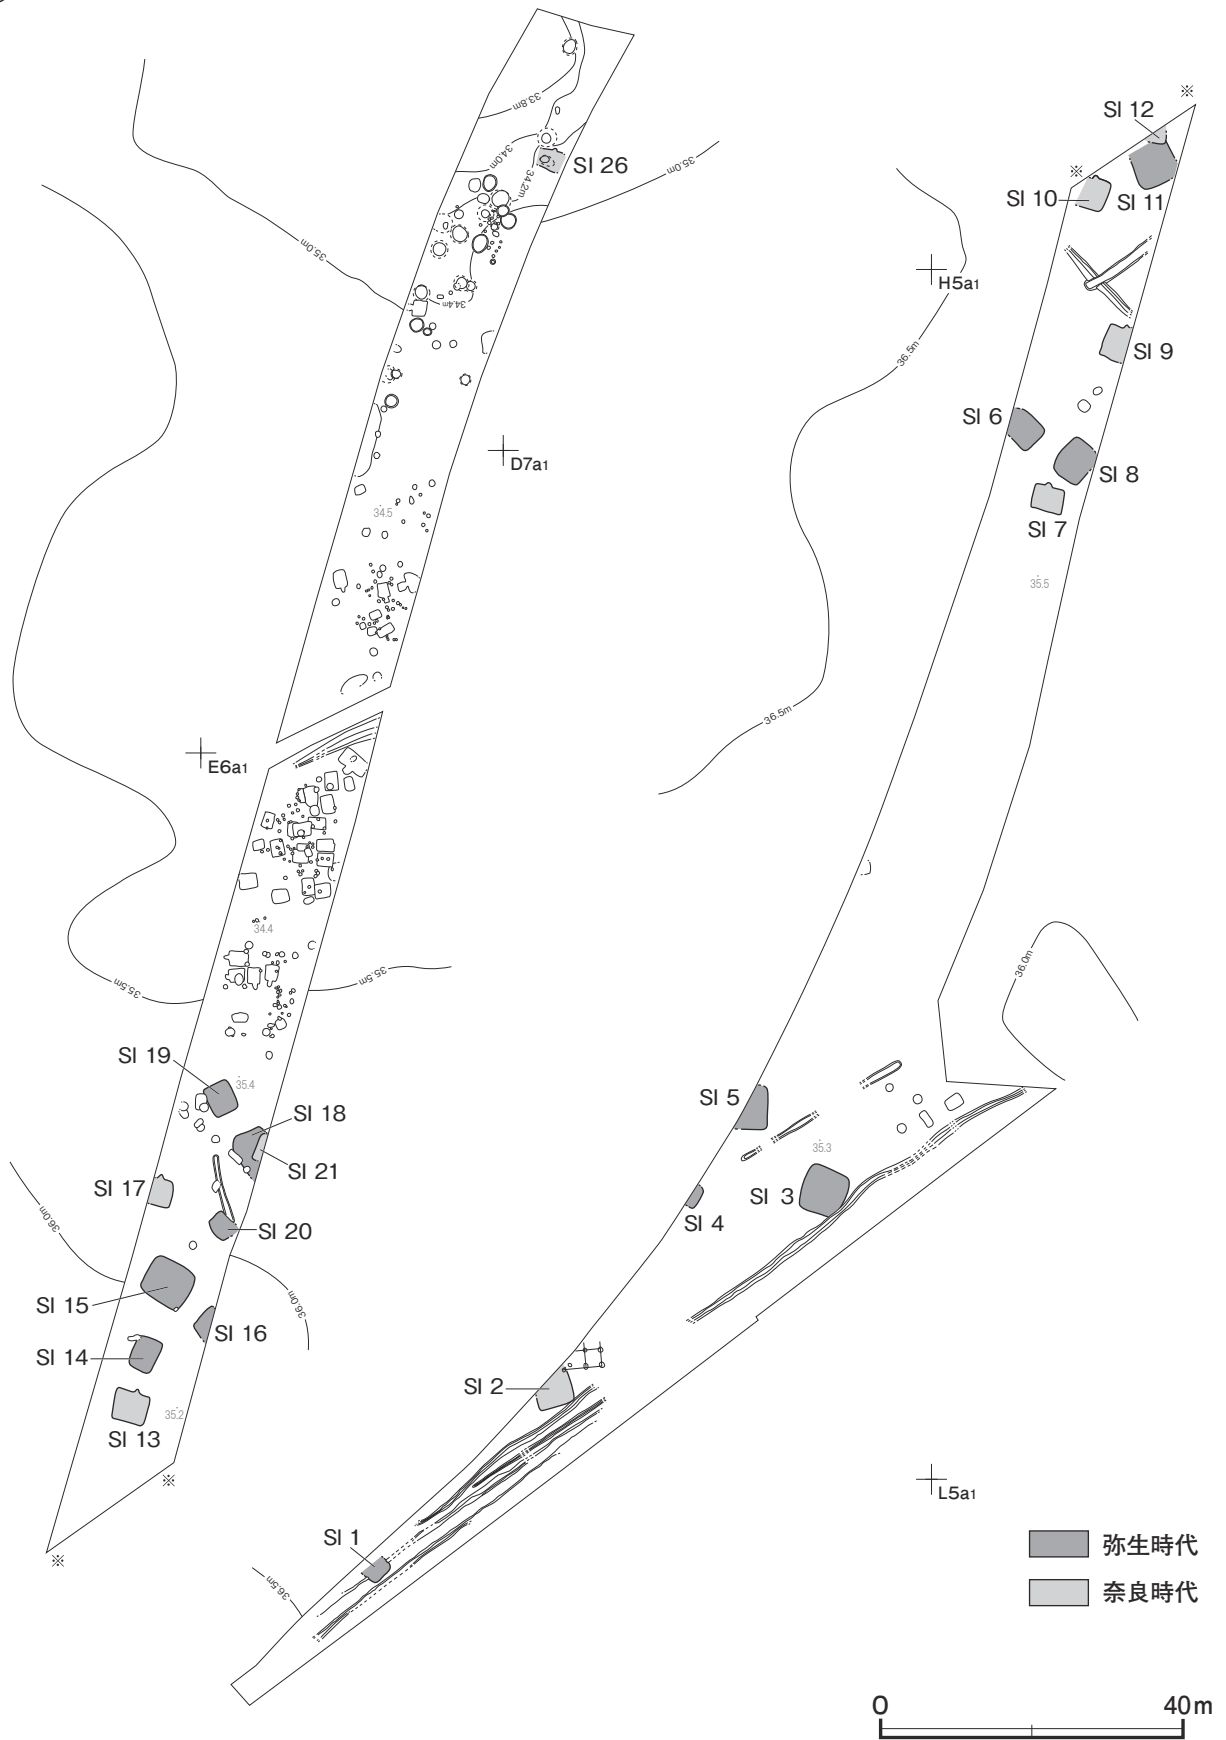 33.8m
34.0m
34.2m
SI 26
35.0m
35.0m
34.4m
D7a1
34.5
E6a1
34.4
35.5m
35.5m
SI 19
35.4
SI 18
SI 21
SI 17
36.0m
SI 20
SI 15
36.0m
SI 16
SI 14
35.2
SI 13
※
※
※
SI 12
※
SI 10
SI 11
H5a1
36.5m
SI 9
SI 6
SI 8
SI 7
35.5
36.5m
36.0m
SI 5
35.3
SI 3
SI 4
SI 2
L5a1
SI 1
36.5m
弥生時代
奈良時代
0 40m